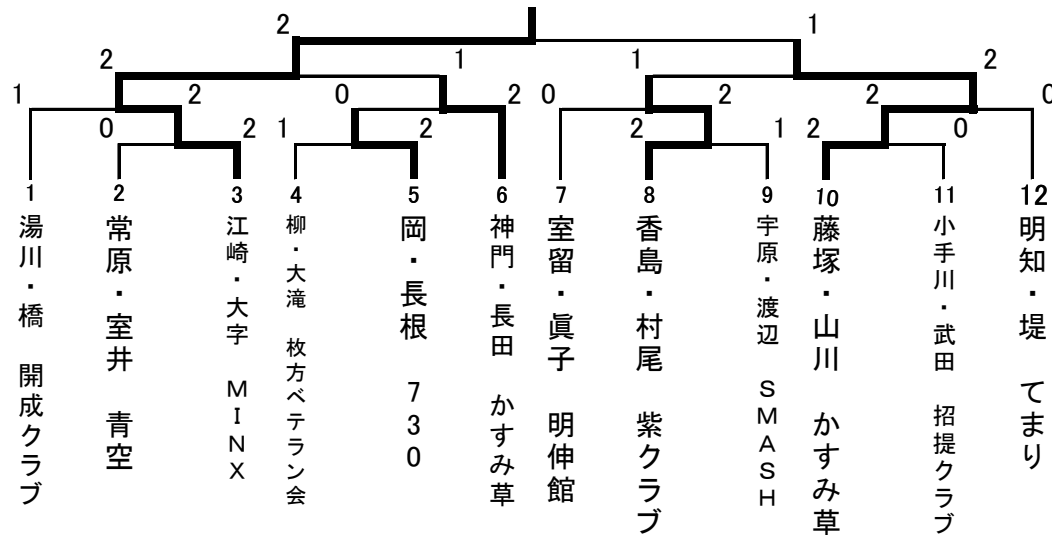 2 1
2 1 1 2
1 2 0 2 0 2 2 0
0 2 1 2 2 1 2 0
1 2 3 4 5 6 7 8 9 10 11 12
湯川・橋 開成クラブ
常原・室井 青空
江崎・大字 MINX
柳・大滝 枚方ベテラン会
岡・長根 730
神門・長田 かすみ草
室留・眞子 明伸館
香島・村尾 紫クラブ
宇原・渡辺 SMASH
藤塚・山川 かすみ草
小手川・武田 招提クラブ
明知・堤 てまり